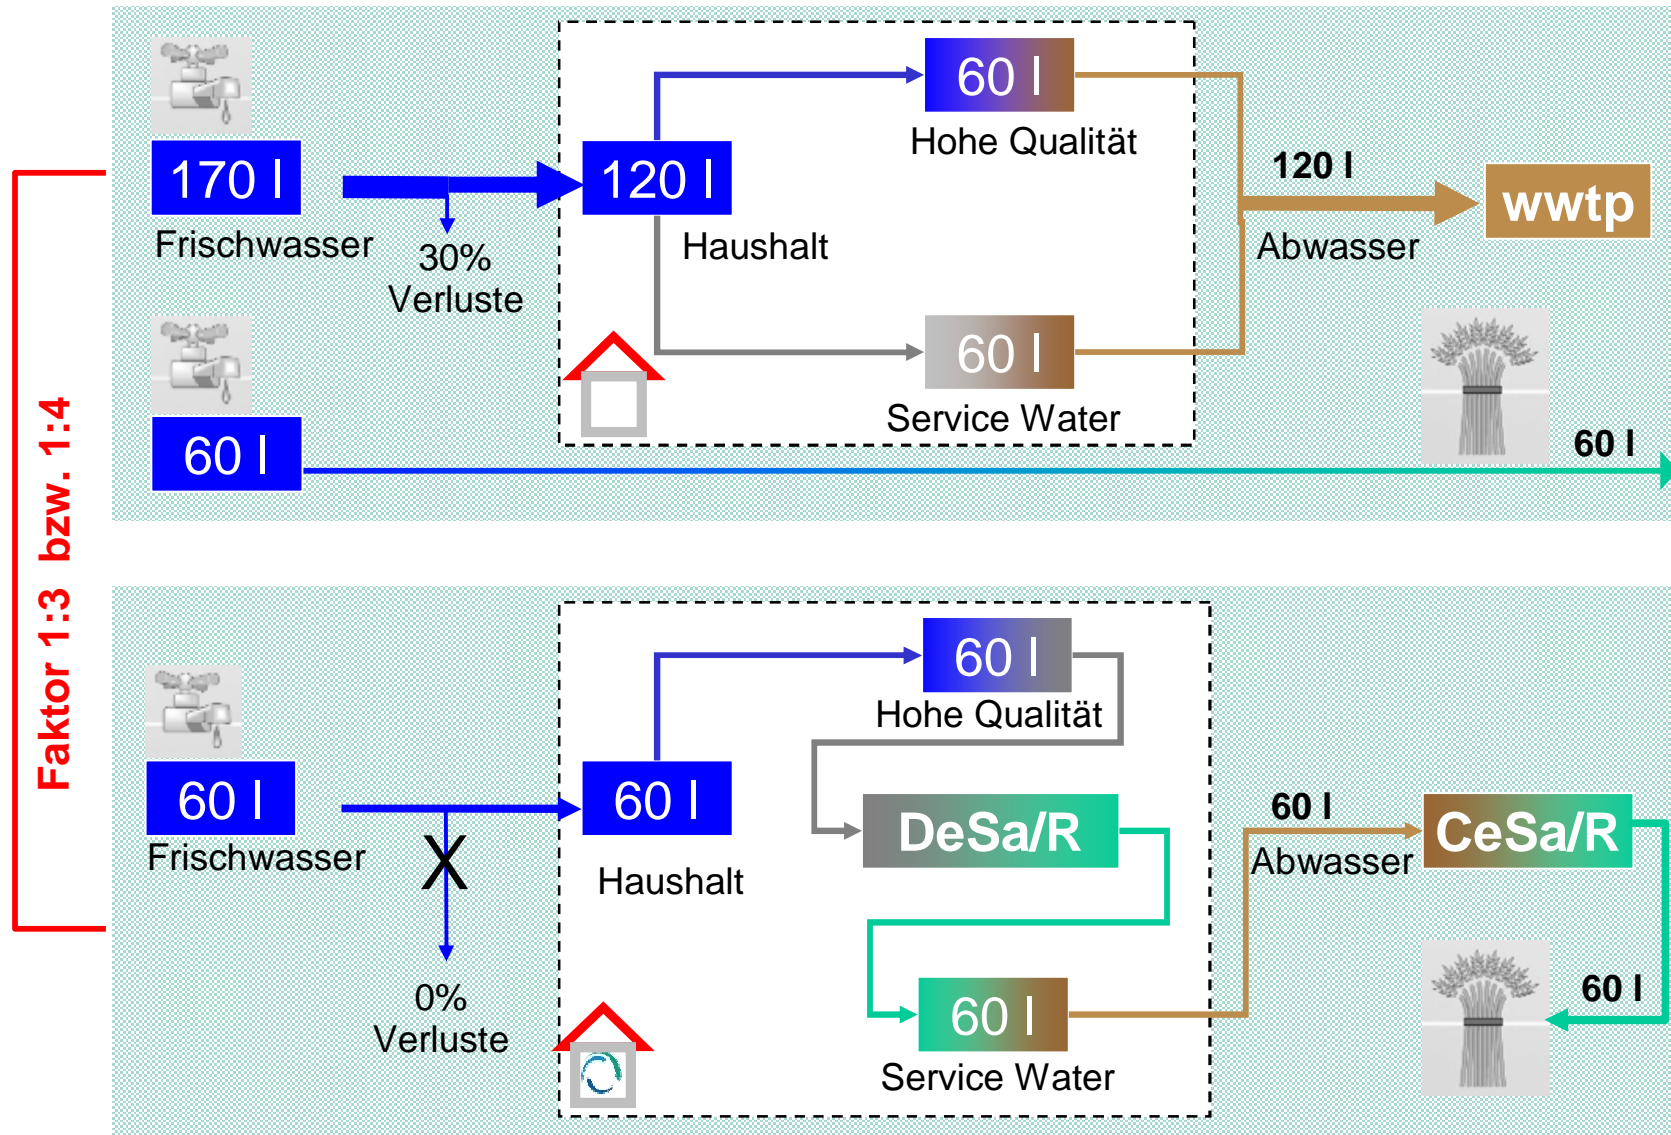 170 l
Frischwasser
30%
Verluste
120 l
Haushalt
60 l
Hohe Qualität
60 l
Service Water
120 l
Abwasser
wwtp
60 l
60 l
Faktor 1:3 bzw. 1:4
60 l
Frischwasser
X
0%
Verluste
60 l
Haushalt
60 l
Hohe Qualität
DeSa/R
60 l
Service Water
60 l
Abwasser
CeSa/R
60 l